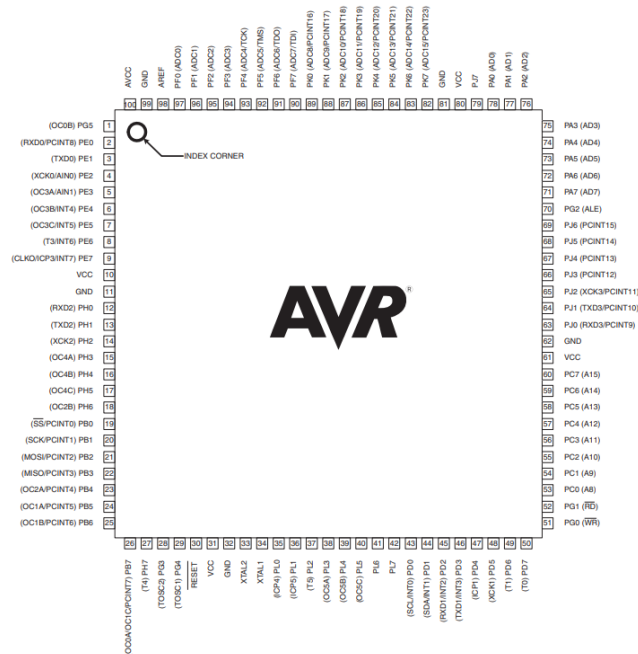 AVCC
GND
AREF
PF0 (ADC0)
PF1 (ADC1)
PF2 (ADC2)
PF3 (ADC3)
PF4 (ADC4/TCK)
PF5 (ADC5/TMS)
PF6 (ADC6/TDO)
PF7 (ADC7/TDI)
PK0 (ADC8/PCINT16)
PK1 (ADC9/PCINT17)
PK2 (ADC10/PCINT18)
PK3 (ADC11/PCINT19)
PK4 (ADC12/PCINT20)
PK5 (ADC13/PCINT21)
PK6 (ADC14/PCINT22)
PK7 (ADC15/PCINT23)
GND
VCC
PJ7
PA0 (AD0)
PA1 (AD1)
PA2 (AD2)
100 99 98 97 96 95 94 93 92 91 90 89 88 87 86 85 84 83 82 81 80 79 78 77 76
(OC0B) PG5 1
(RXD0/PCINT8) PE0 2
(TXD0) PE1 3
(XCK0/AIN0) PE2 4
(OC3A/AIN1) PE3 5
(OC3B/INT4) PE4 6
(OC3C/INT5) PE5 7
(T3/INT6) PE6 8
(CLKO/ICP3/INT7) PE7 9
VCC 10
GND 11
(RXD2) PH0 12
(TXD2) PH1 13
(XCK2) PH2 14
(OC4A) PH3 15
(OC4B) PH4 16
(OC4C) PH5 17
(OC2B) PH6 18
(SS/PCINT0) PB0 19
(SCK/PCINT1) PB1 20
(MOSI/PCINT2) PB2 21
(MISO/PCINT3) PB3 22
(OC2A/PCINT4) PB4 23
(OC1A/PCINT5) PB5 24
(OC1B/PCINT6) PB6 25
INDEX CORNER
AVR®
75 PA3 (AD3)
74 PA4 (AD4)
73 PA5 (AD5)
72 PA6 (AD6)
71 PA7 (AD7)
70 PG2 (ALE)
69 PJ6 (PCINT15)
68 PJ5 (PCINT14)
67 PJ4 (PCINT13)
66 PJ3 (PCINT12)
65 PJ2 (XCK3/PCINT11)
64 PJ1 (TXD3/PCINT10)
63 PJ0 (RXD3/PCINT9)
62 GND
61 VCC
60 PC7 (A15)
59 PC6 (A14)
58 PC5 (A13)
57 PC4 (A12)
56 PC3 (A11)
55 PC2 (A10)
54 PC1 (A9)
53 PC0 (A8)
52 PG1 (RD)
51 PG0 (WR)
26 27 28 29 30 31 32 33 34 35 36 37 38 39 40 41 42 43 44 45 46 47 48 49 50
(OC0A/OC1C/PCINT7) PB7
(T4) PH7
(TOSC2) PG3
(TOSC1) PG4
RESET
VCC
GND
XTAL2
XTAL1
(ICP4) PL0
(ICP5) PL1
(T5) PL2
(OC5A) PL3
(OC5B) PL4
(OC5C) PL5
PL6
PL7
(SCL/INT0) PD0
(SDA/INT1) PD1
(RXD1/INT2) PD2
(TXD1/INT3) PD3
(ICP1) PD4
(XCK1) PD5
(T1) PD6
(T0) PD7